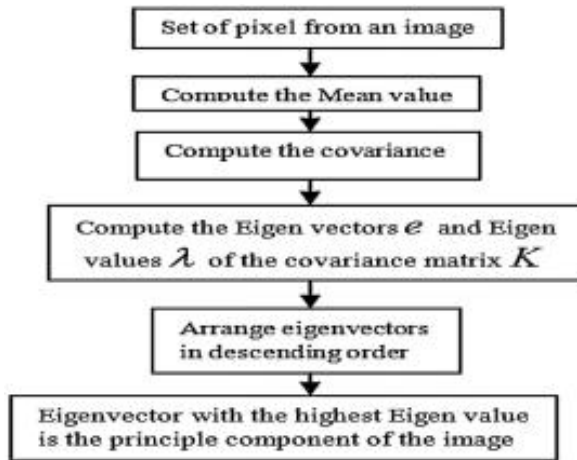 Set of pixel from an image
Compute the Mean value
Compute the covariance
Compute the Eigen vectors e and Eigen
values λ of the covariance matrix K
Arrange eigenvectors
in descending order
Eigenvector with the highest Eigen value
is the principle component of the image